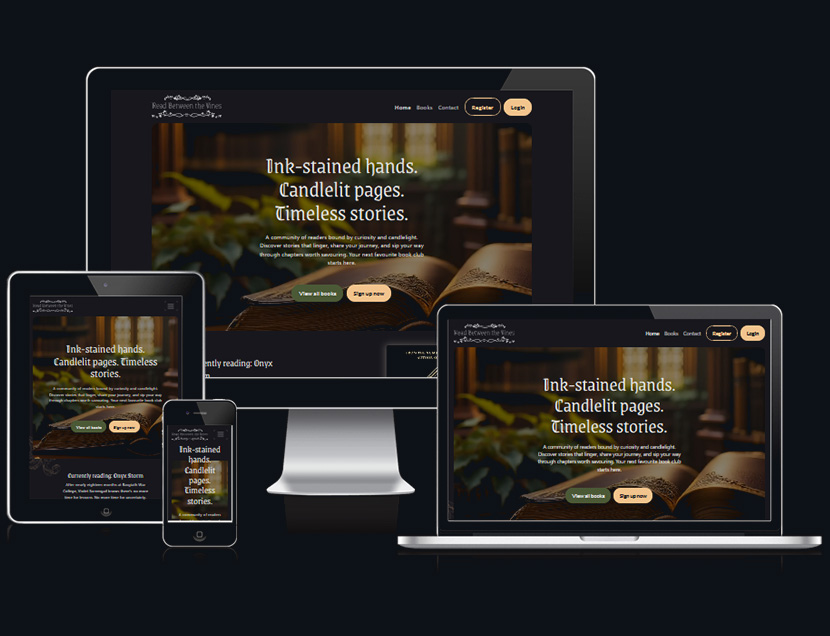 Read Between the Vines
Home Books Contact Register Login
Ink-stained hands.
Candlelit pages.
Timeless stories.
A community of readers bound by curiosity and candlelight.
Discover stories that linger, share your journey, and sip your way
through chapters worth savouring. Your next favourite book club
starts here.
View all books Sign up now
ently reading: Onyx
m
Read Between the Vines
Ink-stained hands.
Candlelit pages. Timeless
stories.
A community of readers bound by curiosity and candlelight.
Discover stories that linger, share your journey, and sip your way
through chapters worth savouring. Your next favourite book club
starts here.
View all books Sign up now
Currently reading: Onyx Storm
After nearly eighteen months at Basgiath War
College, Violet Sorrengail knows there's no more
time for lessons. No more time for uncertainty.
Read Between the Vines
Ink-stained
hands.
Candlelit
pages.
Timeless
stories.
A community of readers
Read Between the Vines
Home Books Contact Register Login
Ink-stained hands.
Candlelit pages.
Timeless stories.
A community of readers bound by curiosity and candlelight.
Discover stories that linger, share your journey, and sip your way
through chapters worth savouring. Your next favourite book club
starts here.
View all books Sign up now